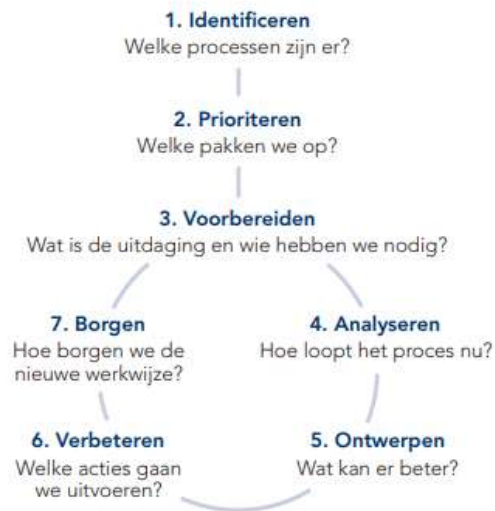 1. Identificeren
Welke processen zijn er?
2. Prioriteren
Welke pakken we op?
3. Voorbereiden
Wat is de uitdaging en wie hebben we nodig?
4. Analyseren
Hoe loopt het proces nu?
5. Ontwerpen
Wat kan er beter?
6. Verbeteren
Welke acties gaan
we uitvoeren?
7. Borgen
Hoe borgen we de
nieuwe werkwijze?